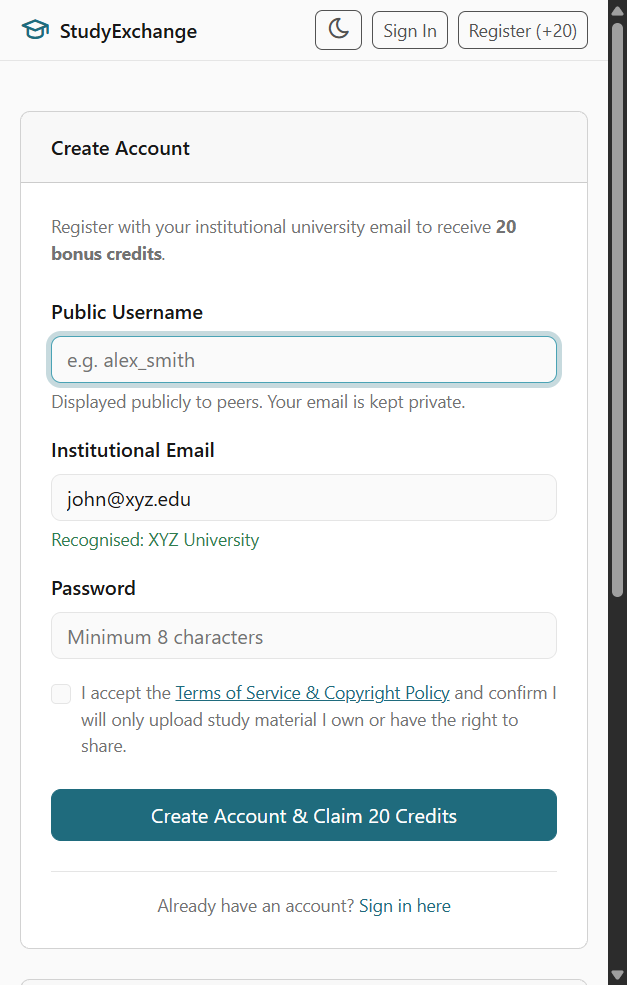 StudyExchange
Sign In
Register (+20)
Create Account
Register with your institutional university email to receive 20
bonus credits.
Public Username
e.g. alex_smith
Displayed publicly to peers. Your email is kept private.
Institutional Email
john@xyz.edu
Recognised: XYZ University
Password
Minimum 8 characters
I accept the Terms of Service & Copyright Policy and confirm I
will only upload study material I own or have the right to
share.
Create Account & Claim 20 Credits
Already have an account? Sign in here